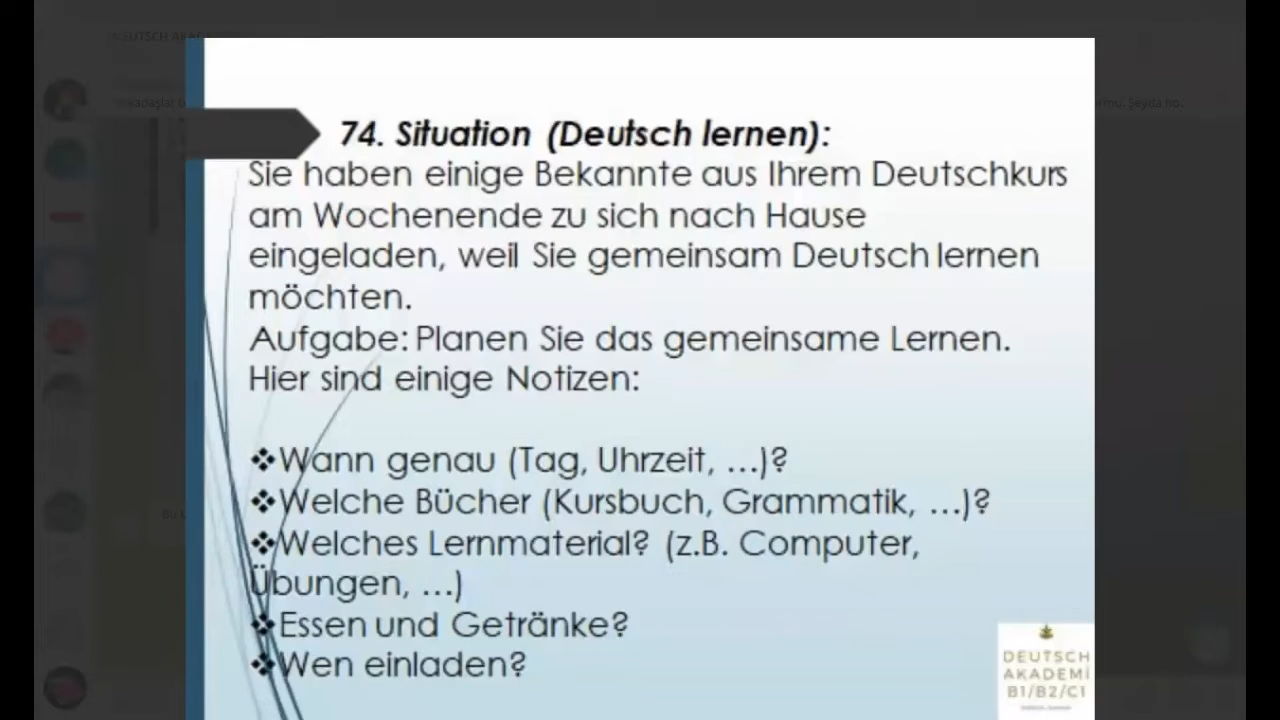 DEUTSCH AKA
74. Situation (Deutsch lernen):
Sie haben einige Bekannte aus Ihrem Deutschkurs
am Wochenende zu sich nach Hause
eingeladen, weil Sie gemeinsam Deutsch lernen
möchten.
Aufgabe: Planen Sie das gemeinsame Lernen.
Hier sind einige Notizen:
❖Wann genau (Tag, Uhrzeit, …)?
❖Welche Bücher (Kursbuch, Grammatik, …)?
❖Welches Lernmaterial? (z.B. Computer,
Übungen, …)
❖Essen und Getränke?
❖Wen einladen?
DEUTSCH
AKADEMİ
B1/B2/C1